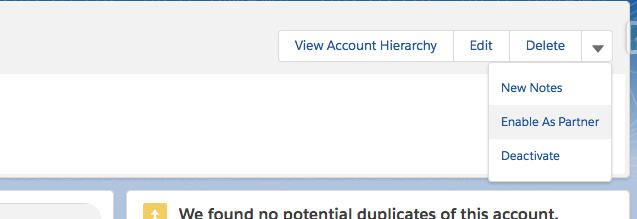 View Account Hierarchy
Edit
Delete
New Notes
Enable As Partner
Deactivate
We found no potential duplicates of this account.